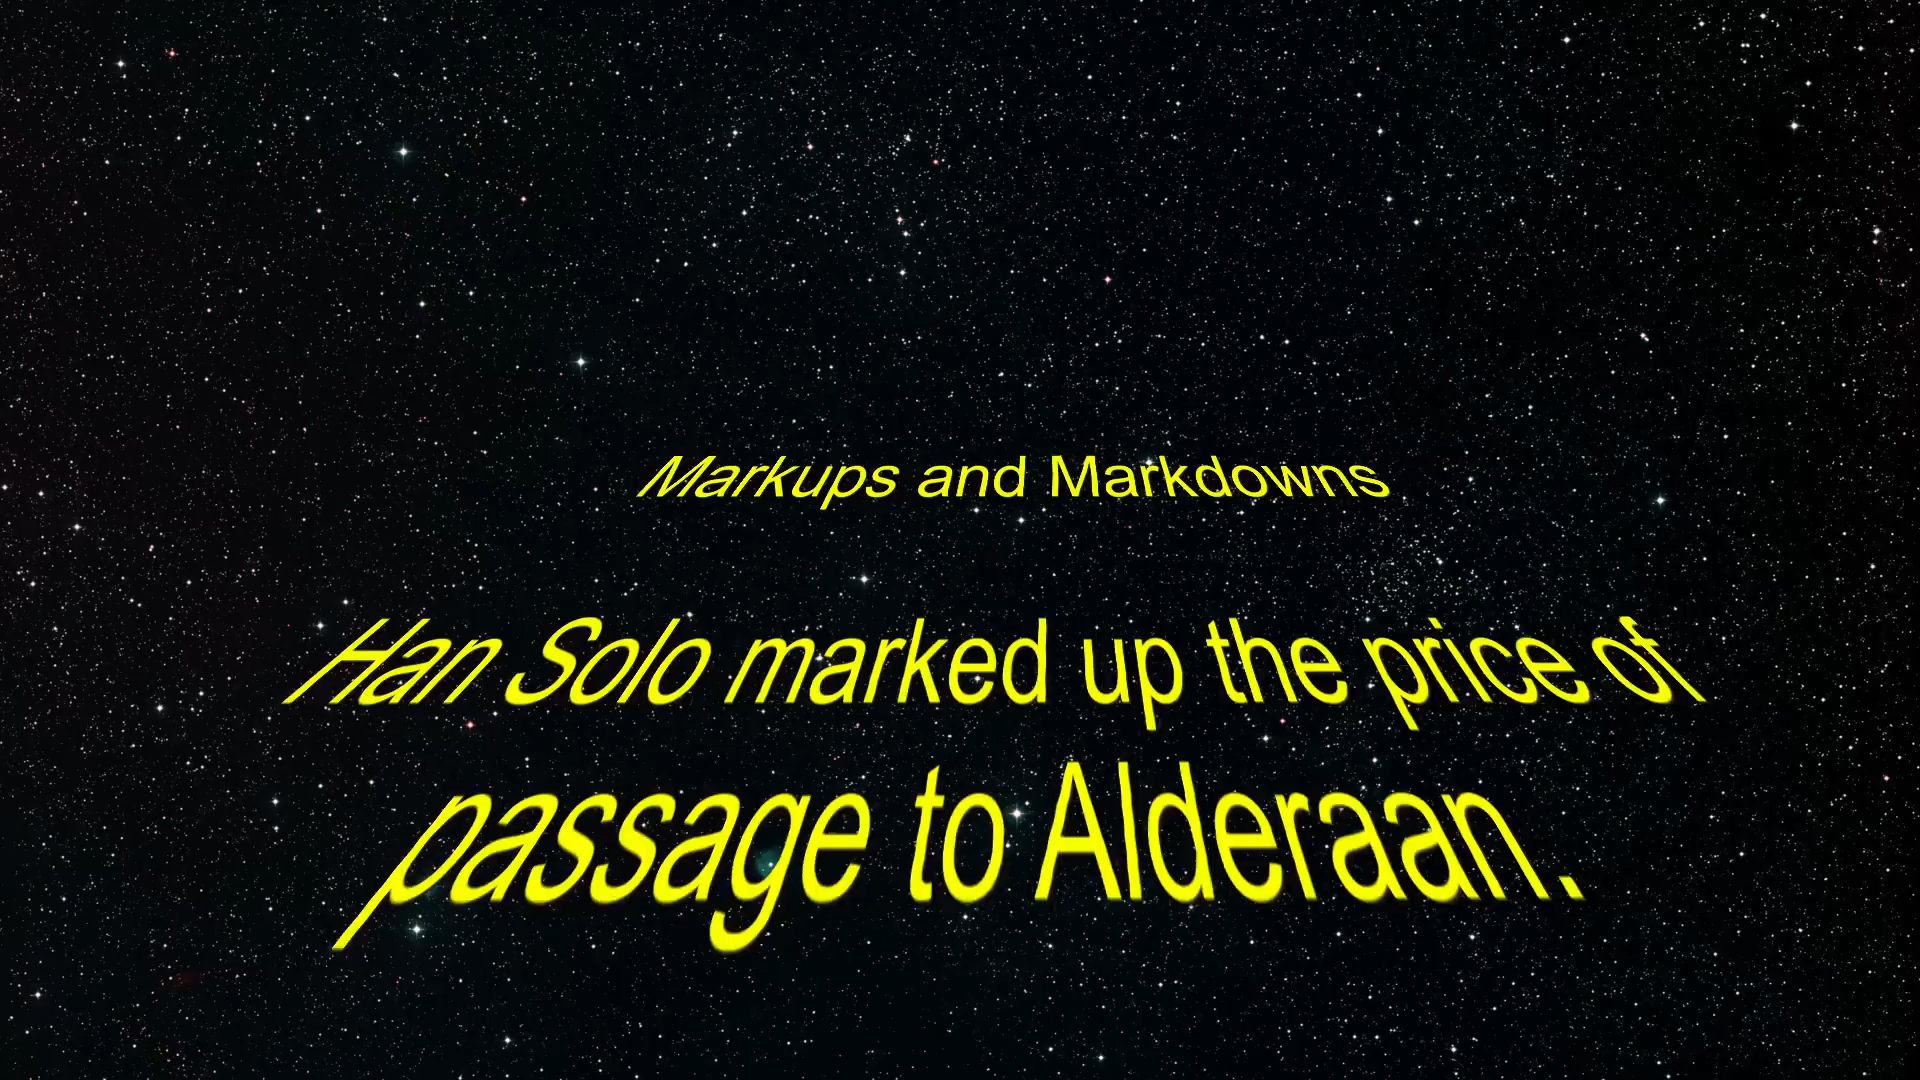 Markups and Markdowns
Han Solo marked up the price of
passage to Alderaan.